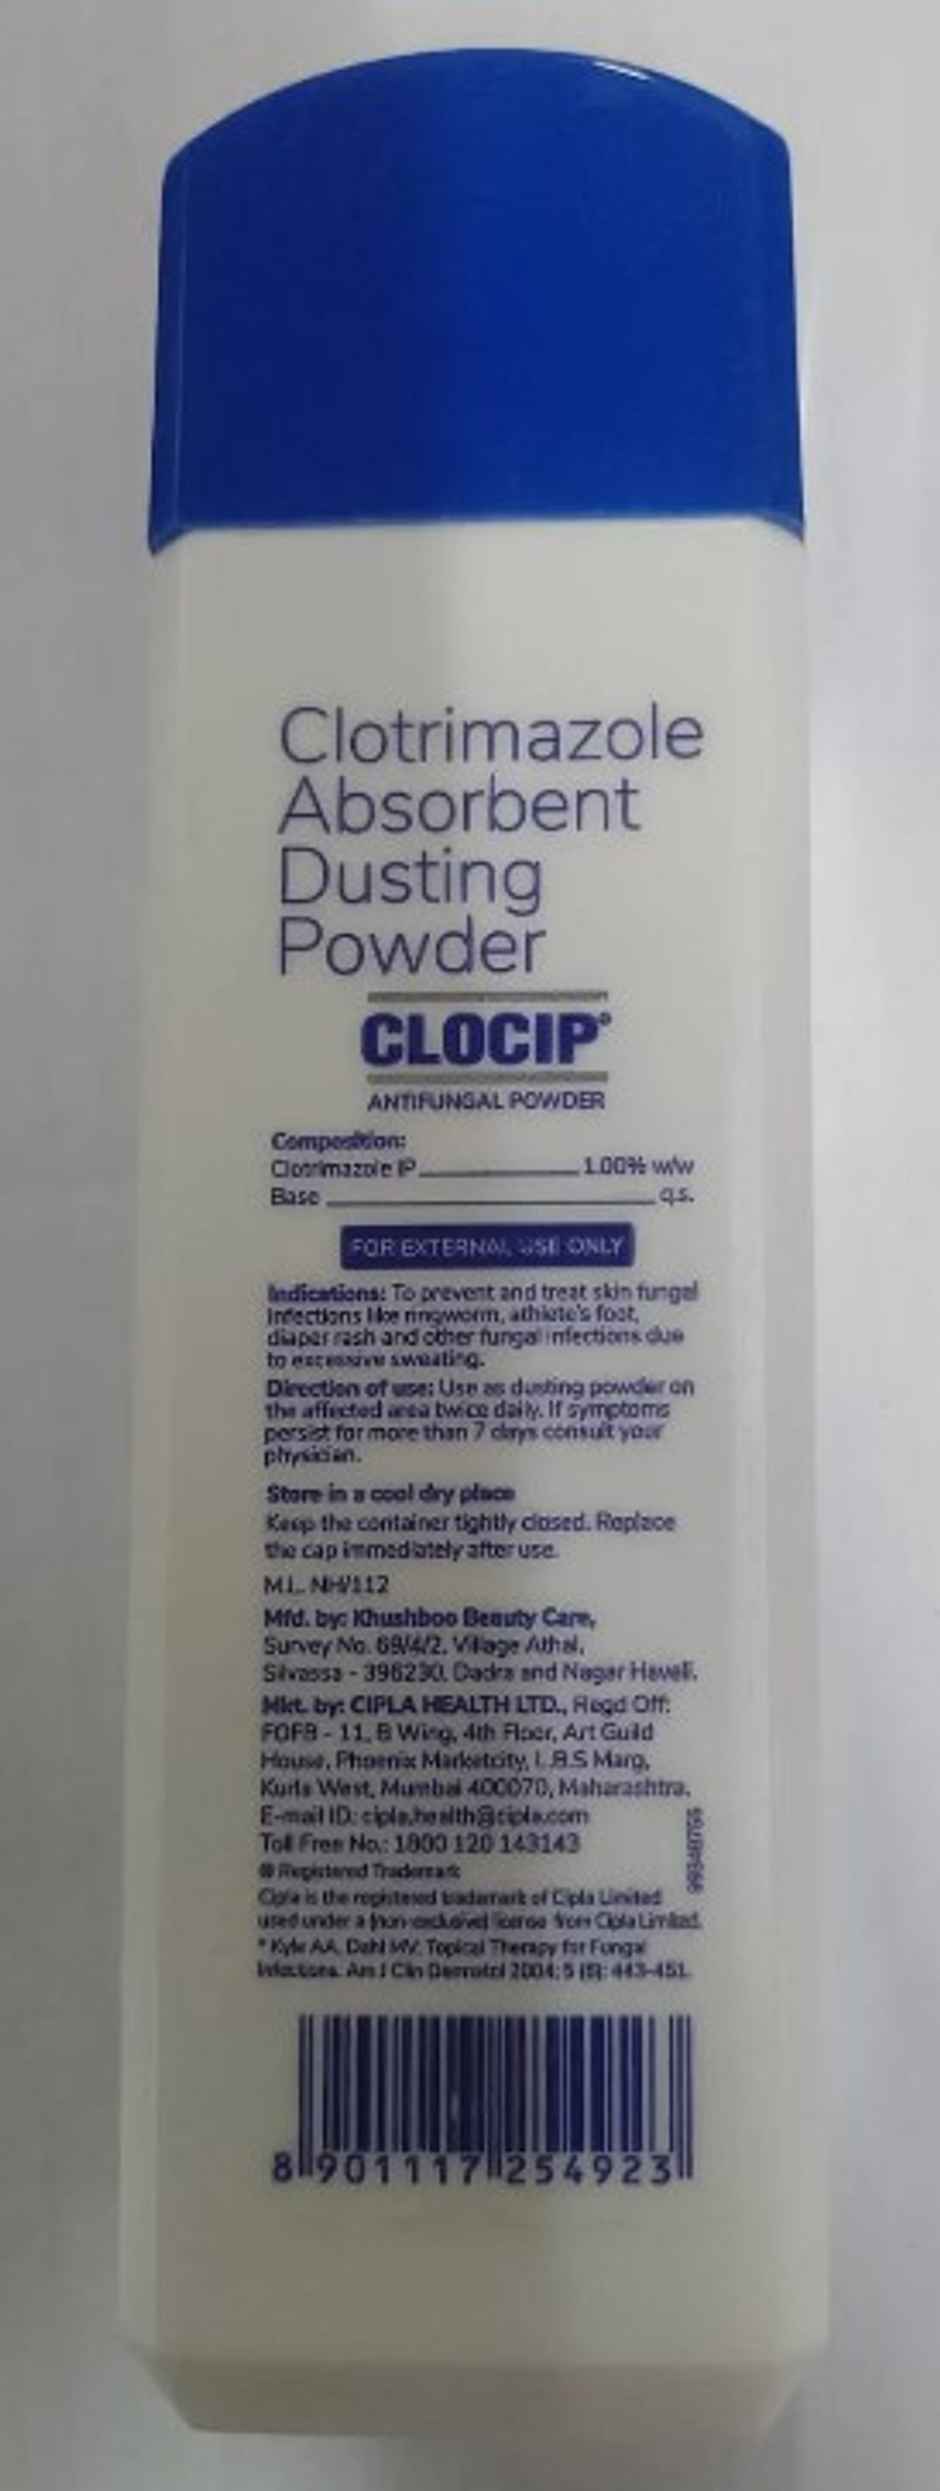 Clotrimazole
Absorbent
Dusting
Powder
CLOCIP®
ANTIFUNGAL POWDER
Composition:
Clotrimazole IP 1.00% w/w
Base q.s.
FOR EXTERNAL USE ONLY
Indications: To prevent and treat skin fungal
infections like ringworm, athlete's foot,
diaper rash and other fungal infections due
to excessive sweating.
Direction of use: Use as dusting powder on
the affected area twice daily. If symptoms
persist for more than 7 days consult your
physician.
Store in a cool dry place
Keep the container tightly closed. Replace
the cap immediately after use.
M.L. NH/112
Mfd. by: Khushboo Beauty Care,
Survey No. 69/4/2, Village Athal,
Silvassa - 396230, Dadra and Nagar Haveli.
Mkt. by: CIPLA HEALTH LTD., Regd Off:
FOFB - 11, B Wing, 4th Floor, Art Guild
House, Phoenix Marketcity, L.B.S Marg,
Kurla West, Mumbai 400070, Maharashtra.
E-mail ID: cipla.health@cipla.com
Toll Free No.: 1800 120 143143
® Registered Trademark
Cipla is the registered trademark of Cipla Limited
used under a (non-exclusive) license from Cipla Limited.
* Kyle AA, Dahl MV. Topical Therapy for Fungal
Infections. Am J Clin Dermatol 2004; 5 (6): 443-451.
8 901117 254923